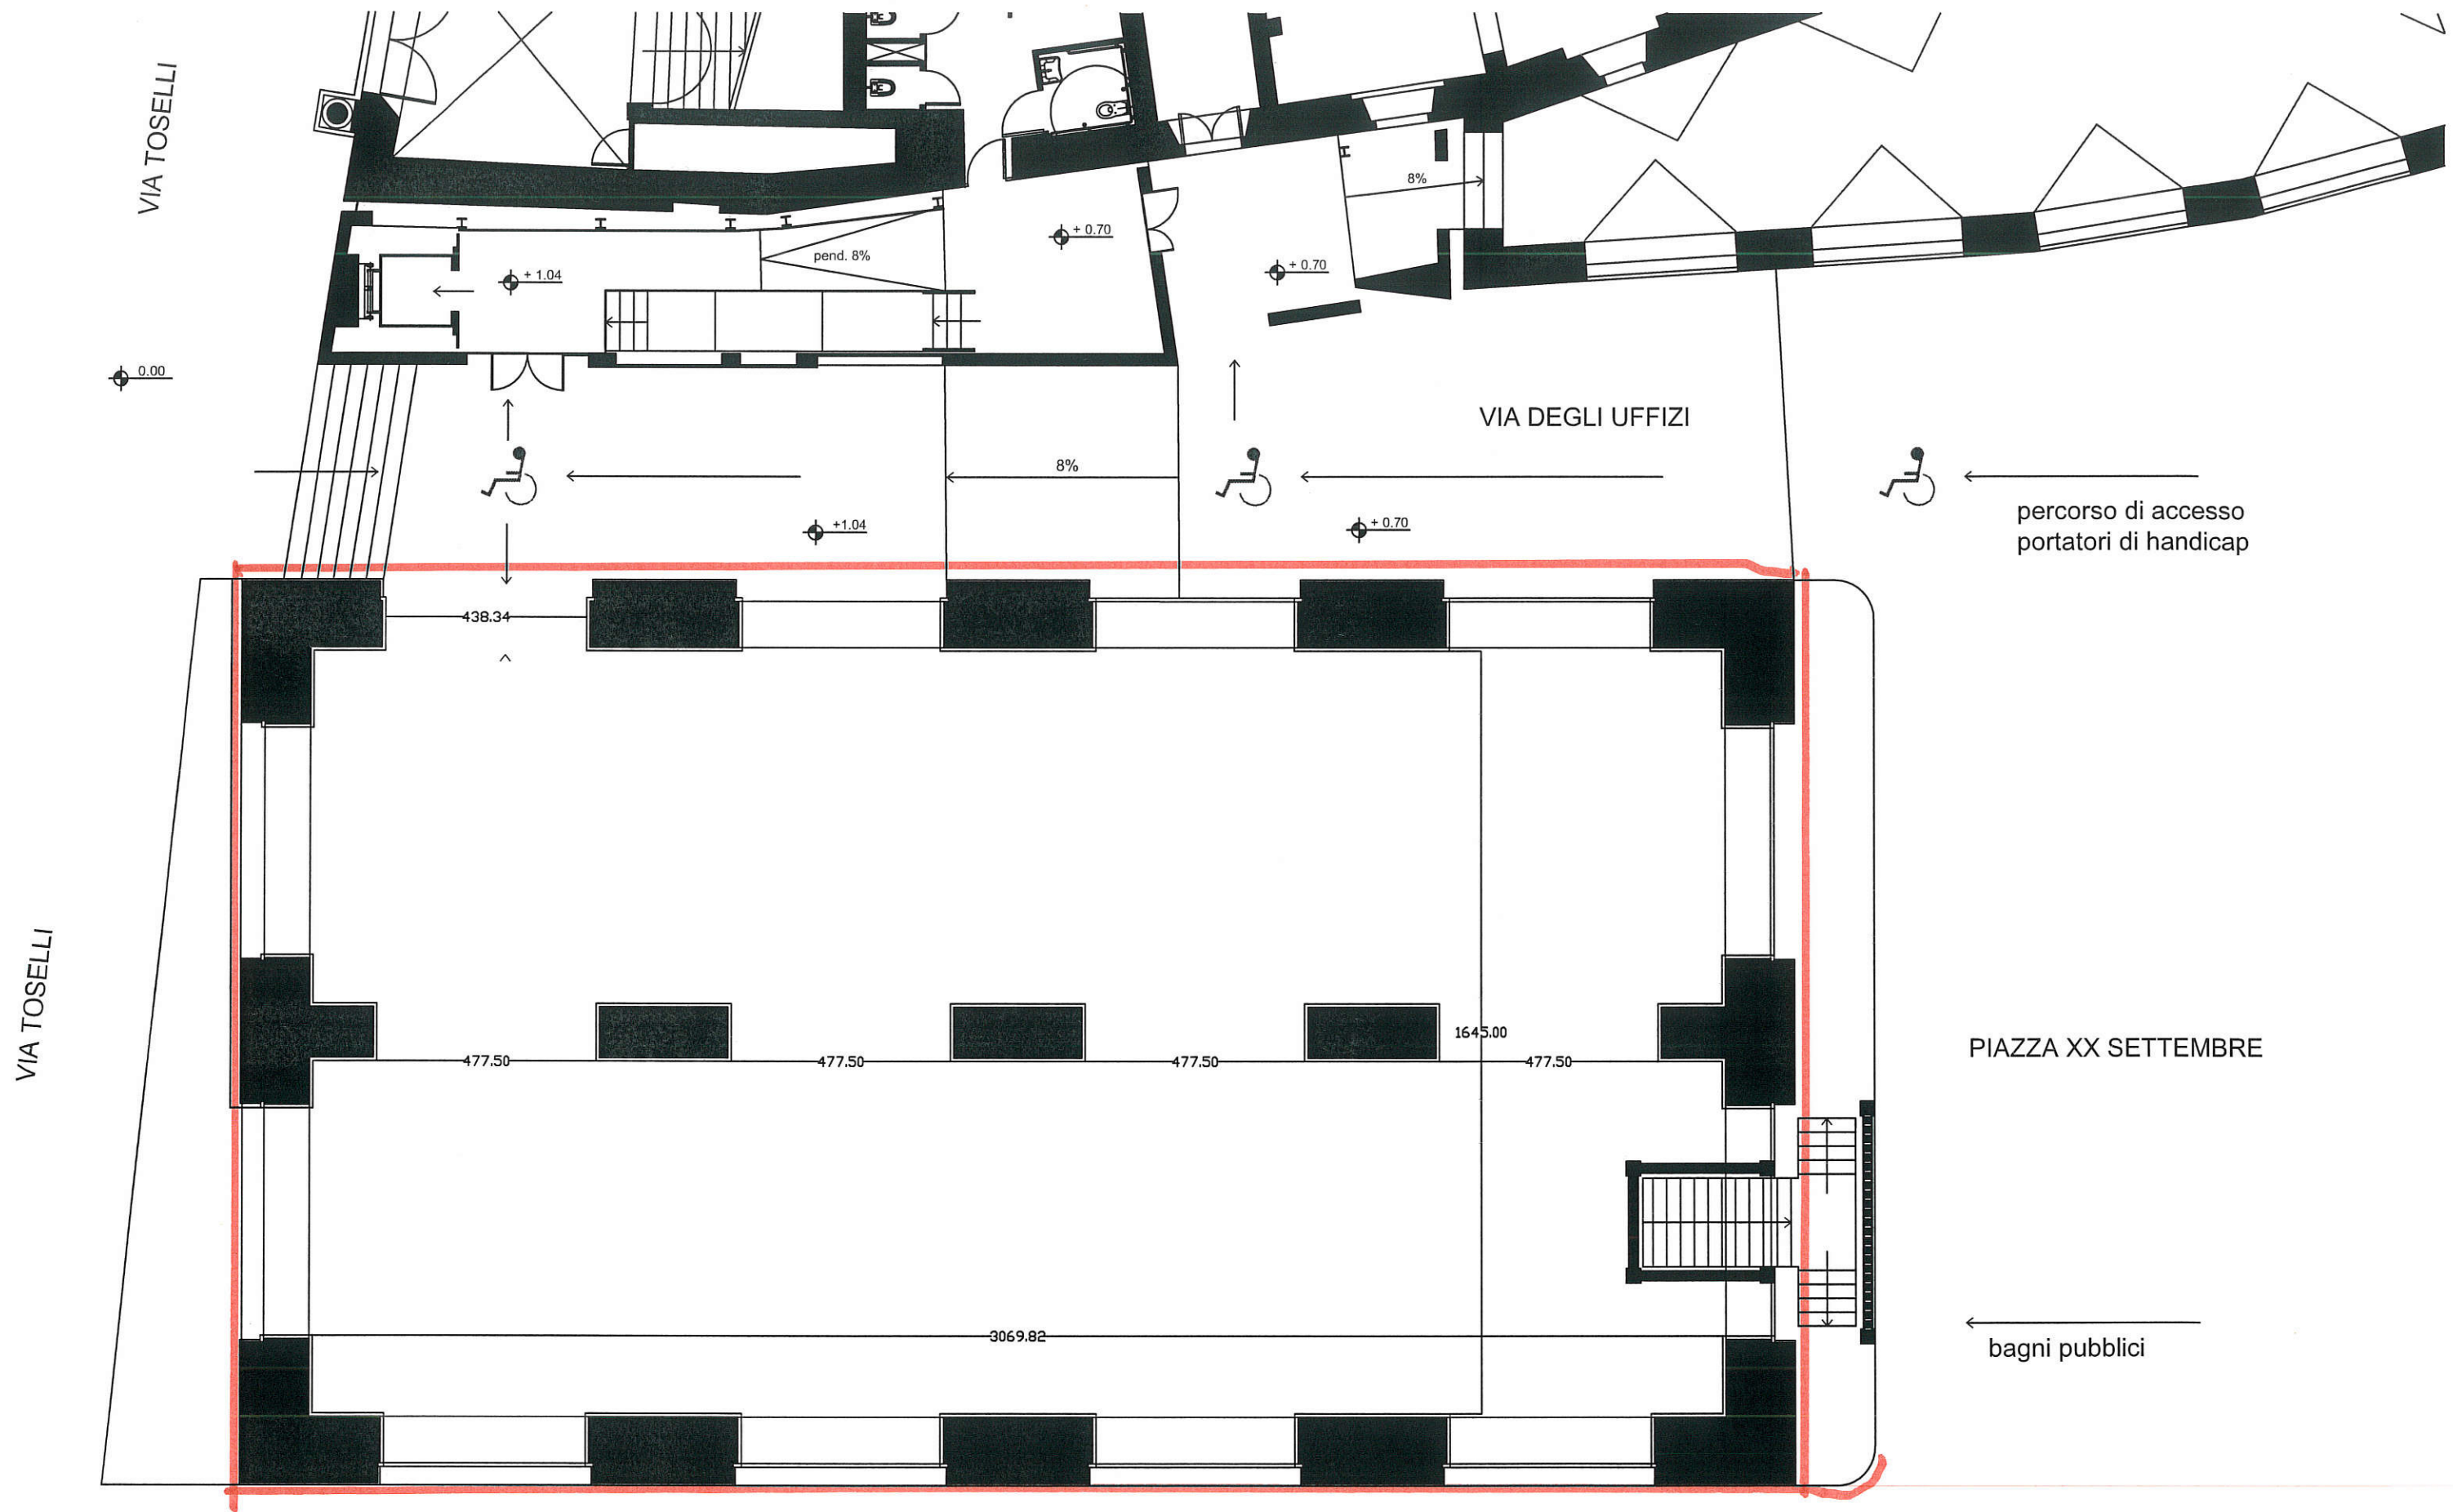 VIA TOSELLI
8%
+ 0.70
pend. 8%
+ 1.04
+ 0.70
0.00
VIA DEGLI UFFIZI
8%
percorso di accesso
portatori di handicap
+1.04
+ 0.70
438.34
VIA TOSELLI
1645.00
477.50
477.50
477.50
477.50
PIAZZA XX SETTEMBRE
3069.82
bagni pubblici